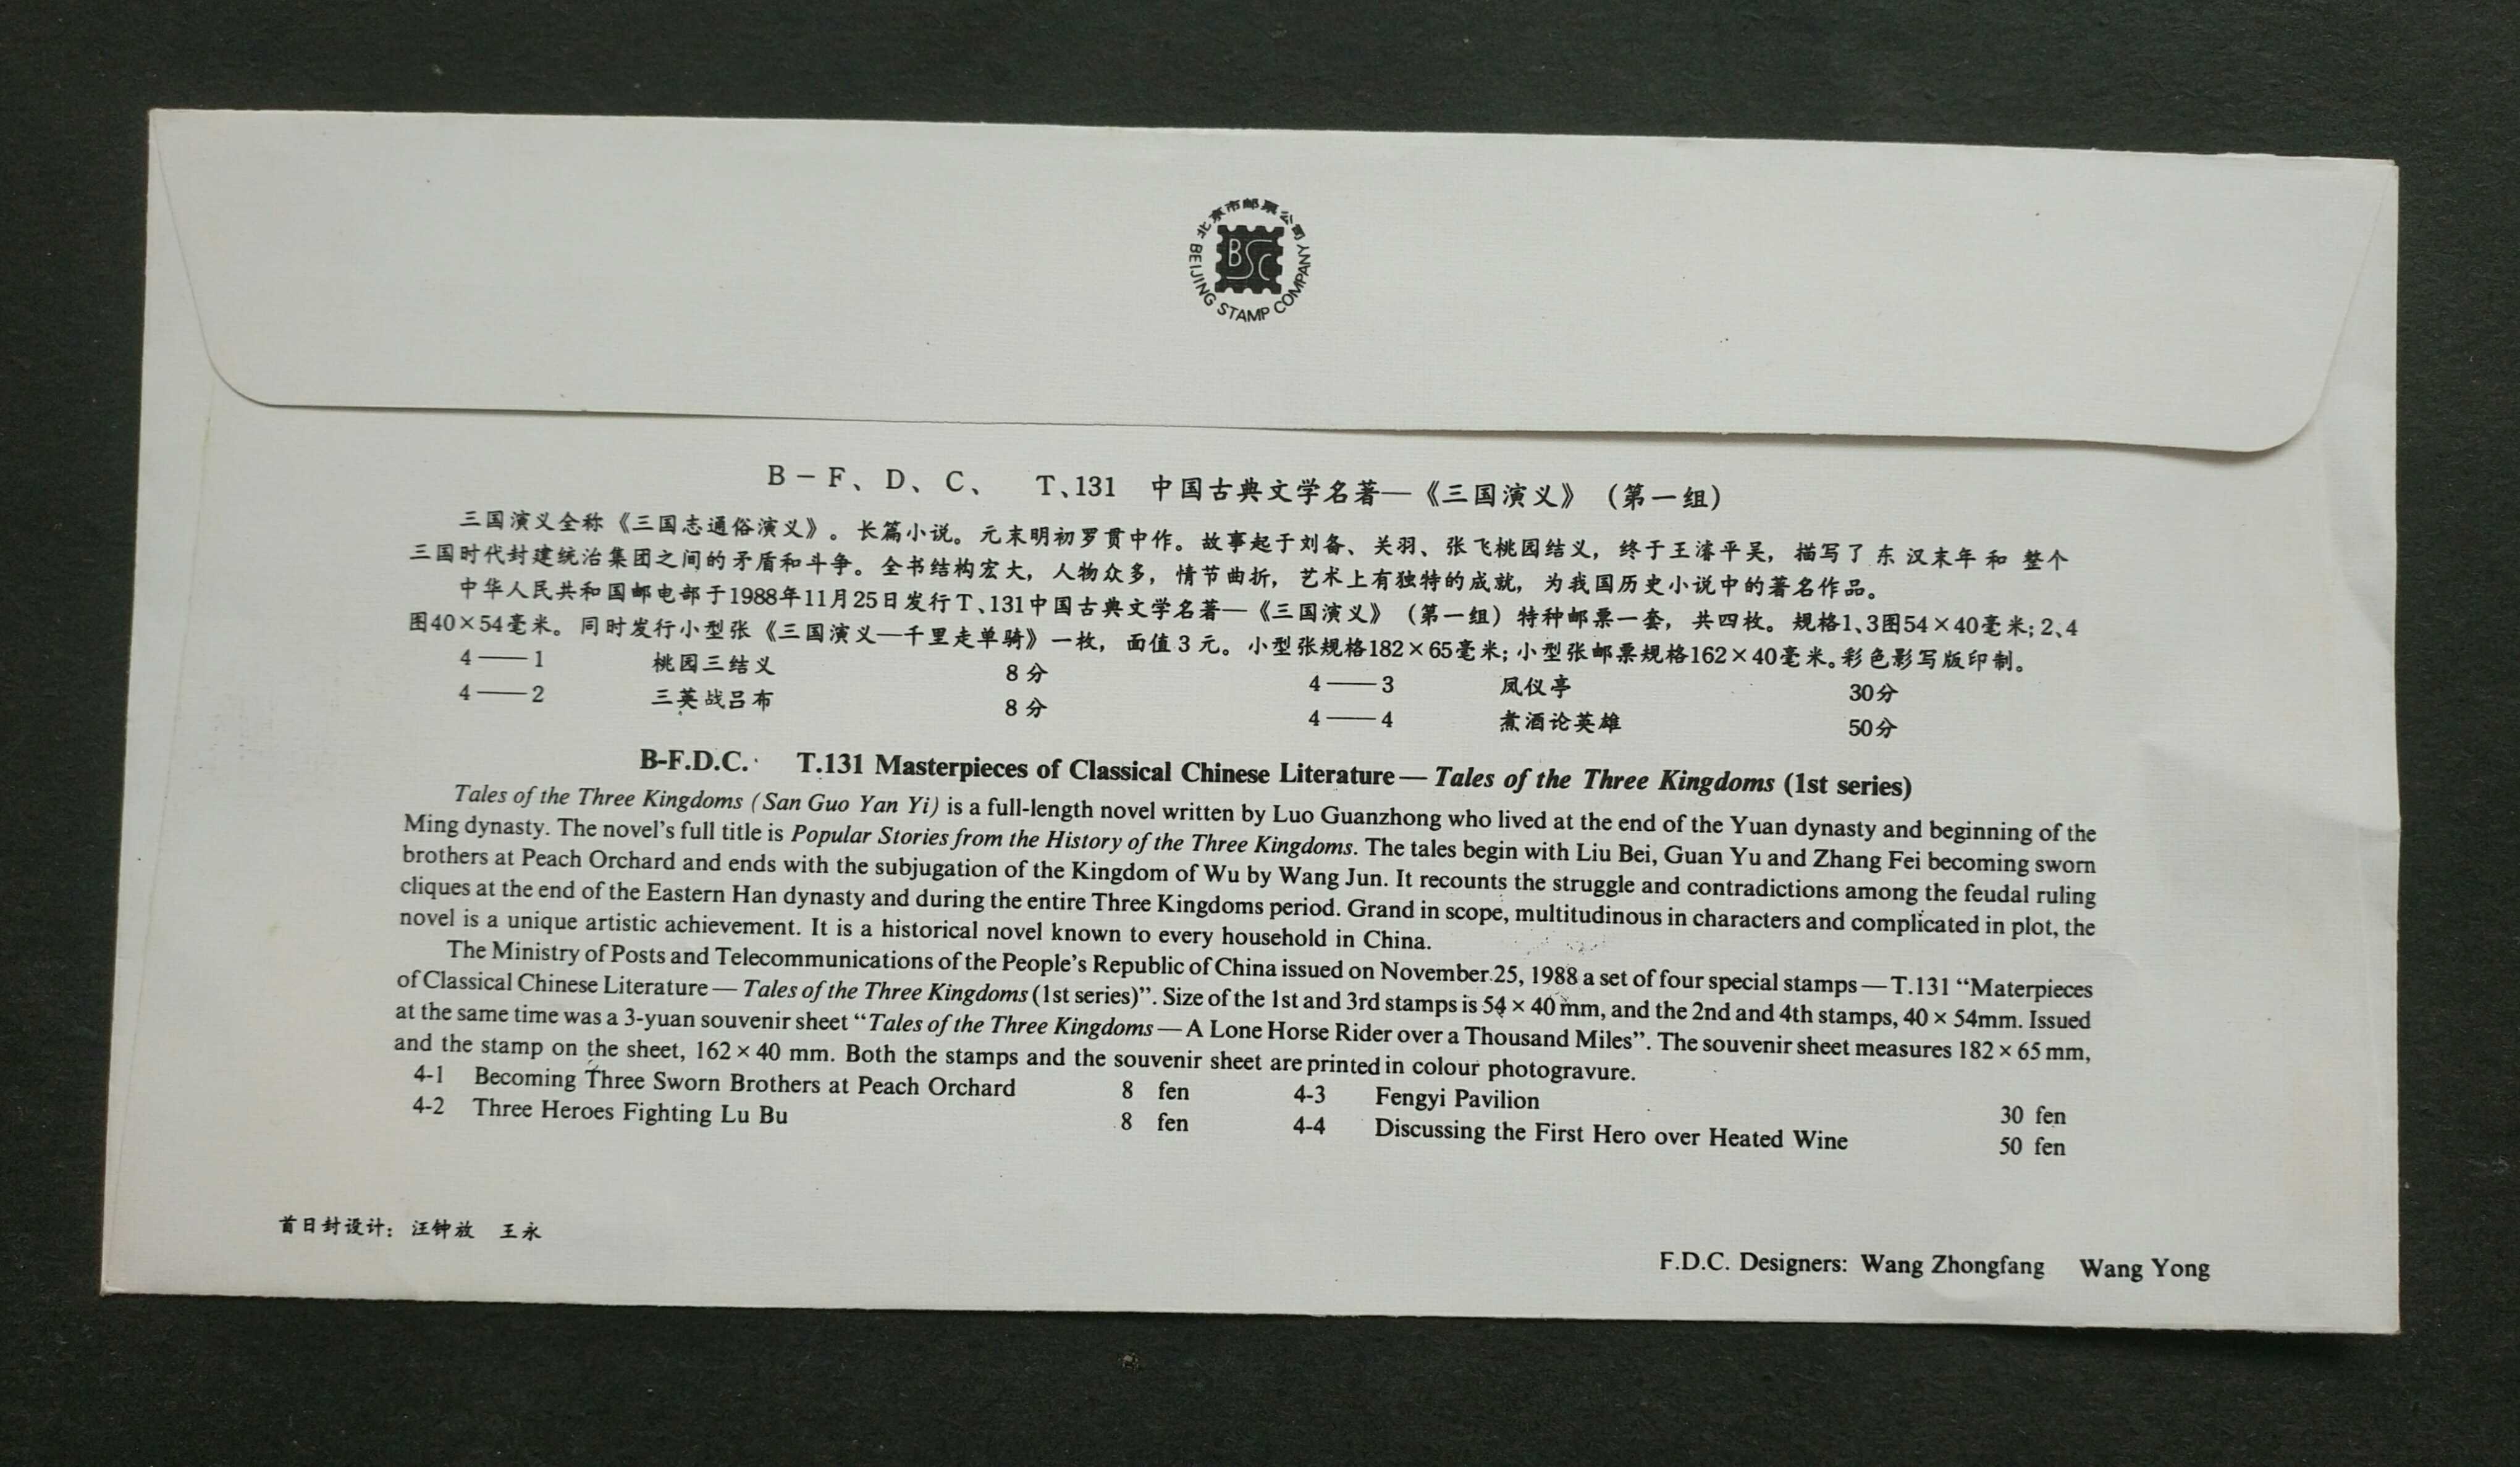 北京市邮票公司
BSC
BEIJING STAMP COMPANY
B－F、D、C、 T、131 中国古典文学名著—《三国演义》（第一组）
三国演义全称《三国志通俗演义》。长篇小说。元末明初罗贯中作。故事起于刘备、关羽、张飞桃园结义，终于王濬平吴，描写了东汉末年和整个
三国时代封建统治集团之间的矛盾和斗争。全书结构宏大，人物众多，情节曲折，艺术上有独特的成就，为我国历史小说中的著名作品。
中华人民共和国邮电部于1988年11月25日发行T、131中国古典文学名著—《三国演义》（第一组）特种邮票一套，共四枚。规格1、3图54×40毫米；2、4
图40×54毫米。同时发行小型张《三国演义—千里走单骑》一枚，面值3元。小型张规格182×65毫米；小型张邮票规格162×40毫米。彩色影写版印制。
4——1 桃园三结义 8分 4——3 凤仪亭 30分
4——2 三英战吕布 8分 4——4 煮酒论英雄 50分
B-F.D.C. T.131 Masterpieces of Classical Chinese Literature— Tales of the Three Kingdoms (1st series)
Tales of the Three Kingdoms (San Guo Yan Yi) is a full-length novel written by Luo Guanzhong who lived at the end of the Yuan dynasty and beginning of the
Ming dynasty. The novel's full title is Popular Stories from the History of the Three Kingdoms. The tales begin with Liu Bei, Guan Yu and Zhang Fei becoming sworn
brothers at Peach Orchard and ends with the subjugation of the Kingdom of Wu by Wang Jun. It recounts the struggle and contradictions among the feudal ruling
cliques at the end of the Eastern Han dynasty and during the entire Three Kingdoms period. Grand in scope, multitudinous in characters and complicated in plot, the
novel is a unique artistic achievement. It is a historical novel known to every household in China.
The Ministry of Posts and Telecommunications of the People's Republic of China issued on November 25, 1988 a set of four special stamps—T.131 “Materpieces
of Classical Chinese Literature— Tales of the Three Kingdoms (1st series)”. Size of the 1st and 3rd stamps is 54 × 40 mm, and the 2nd and 4th stamps, 40 × 54mm. Issued
at the same time was a 3-yuan souvenir sheet “Tales of the Three Kingdoms—A Lone Horse Rider over a Thousand Miles”. The souvenir sheet measures 182 × 65 mm,
and the stamp on the sheet, 162 × 40 mm. Both the stamps and the souvenir sheet are printed in colour photogravure.
4-1 Becoming Three Sworn Brothers at Peach Orchard 8 fen 4-3 Fengyi Pavilion 30 fen
4-2 Three Heroes Fighting Lu Bu 8 fen 4-4 Discussing the First Hero over Heated Wine 50 fen
首日封设计：汪钟放 王永
F.D.C. Designers: Wang Zhongfang Wang Yong